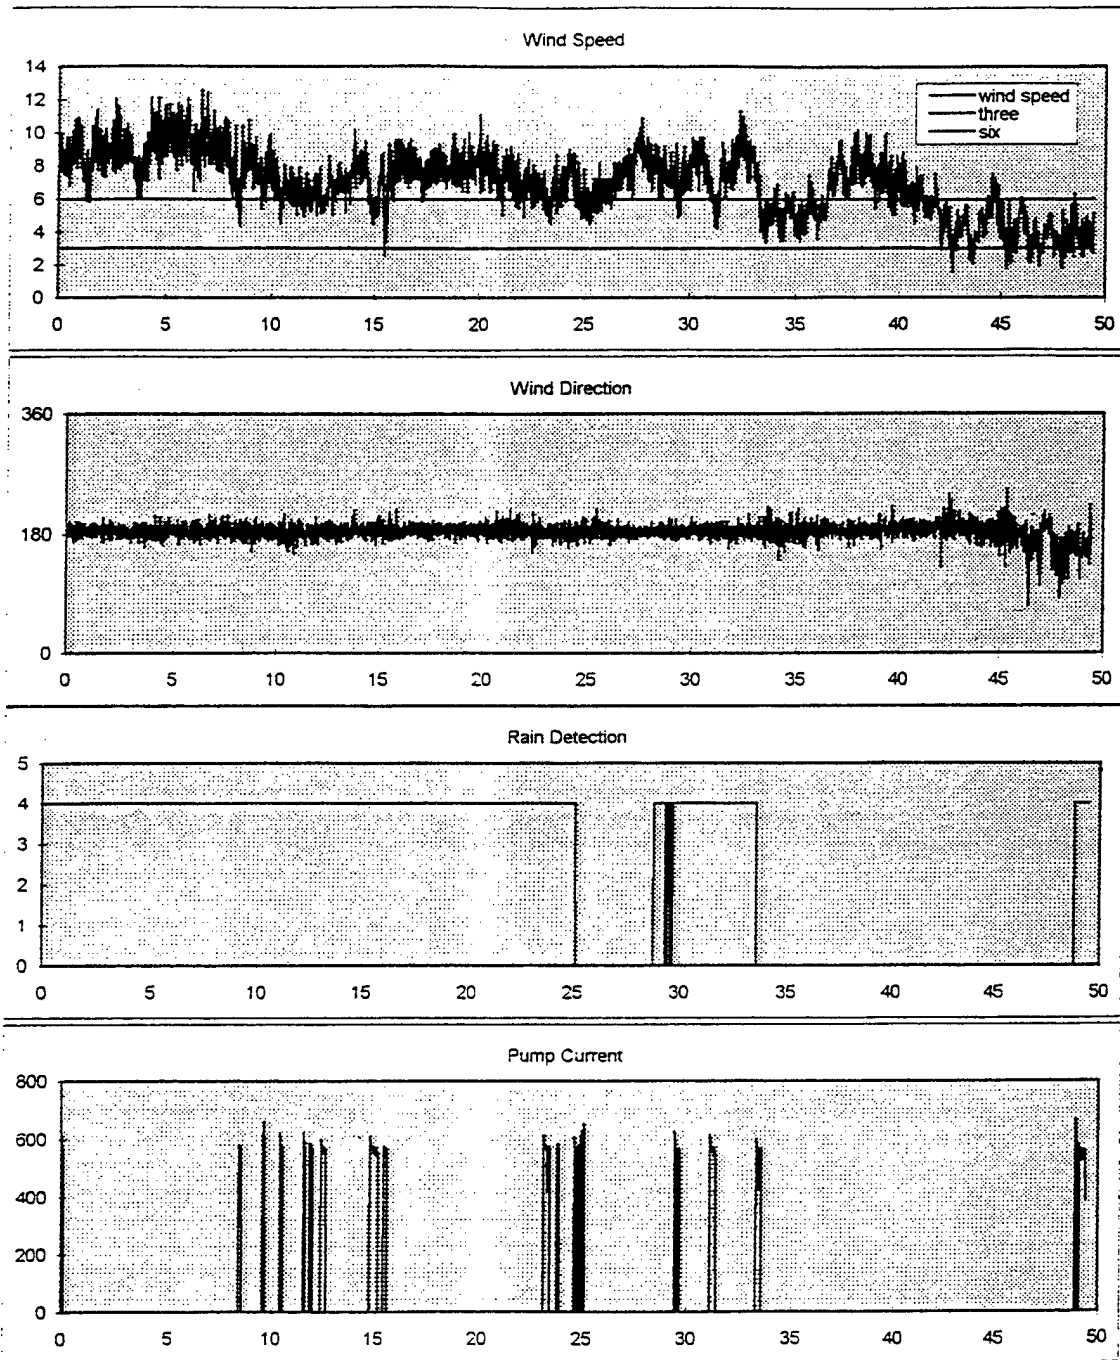 Wind Speed
14
12
10
8
6
4
2
0
wind speed
three
six
0 5 10 15 20 25 30 35 40 45 50
Wind Direction
360
180
0
0 5 10 15 20 25 30 35 40 45 50
Rain Detection
5
4
3
2
1
0
0 5 10 15 20 25 30 35 40 45 50
Pump Current
800
600
400
200
0
0 5 10 15 20 25 30 35 40 45 50